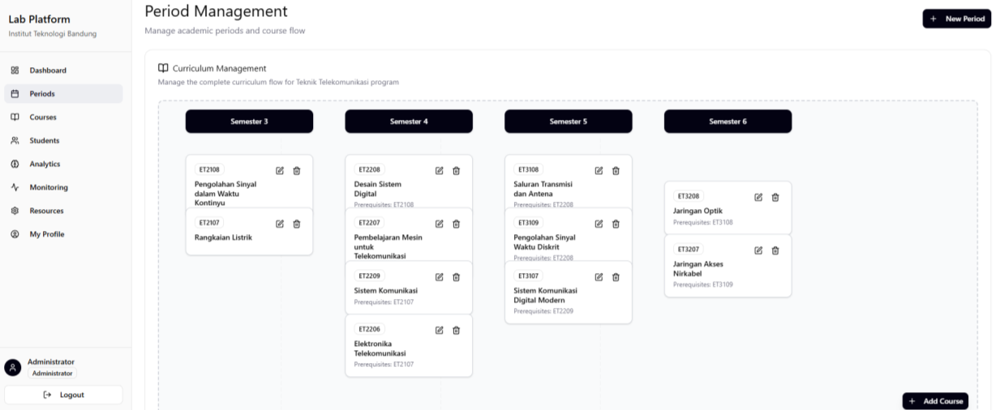 Lab Platform
Institut Teknologi Bandung
Dashboard
Periods
Courses
Students
Analytics
Monitoring
Resources
My Profile
Administrator
Administrator
Logout
Period Management
Manage academic periods and course flow
+ New Period
Curriculum Management
Manage the complete curriculum flow for Teknik Telekomunikasi program
Semester 3
ET2108
Pengolahan Sinyal
dalam Waktu
Kontinyu
ET2107
Rangkaian Listrik
Semester 4
ET2208
Desain Sistem
Digital
Prerequisites: ET2108
ET2207
Pembelajaran Mesin
untuk
Telekomunikasi
ET2209
Sistem Komunikasi
Prerequisites: ET2107
ET2206
Elektronika
Telekomunikasi
Prerequisites: ET2107
Semester 5
ET3108
Saluran Transmisi
dan Antena
Prerequisites: ET2208
ET3109
Pengolahan Sinyal
Waktu Diskrit
Prerequisites: ET2208
ET3107
Sistem Komunikasi
Digital Modern
Prerequisites: ET2209
Semester 6
ET3208
Jaringan Optik
Prerequisites: ET3108
ET3207
Jaringan Akses
Nirkabel
Prerequisites: ET3109
+ Add Course